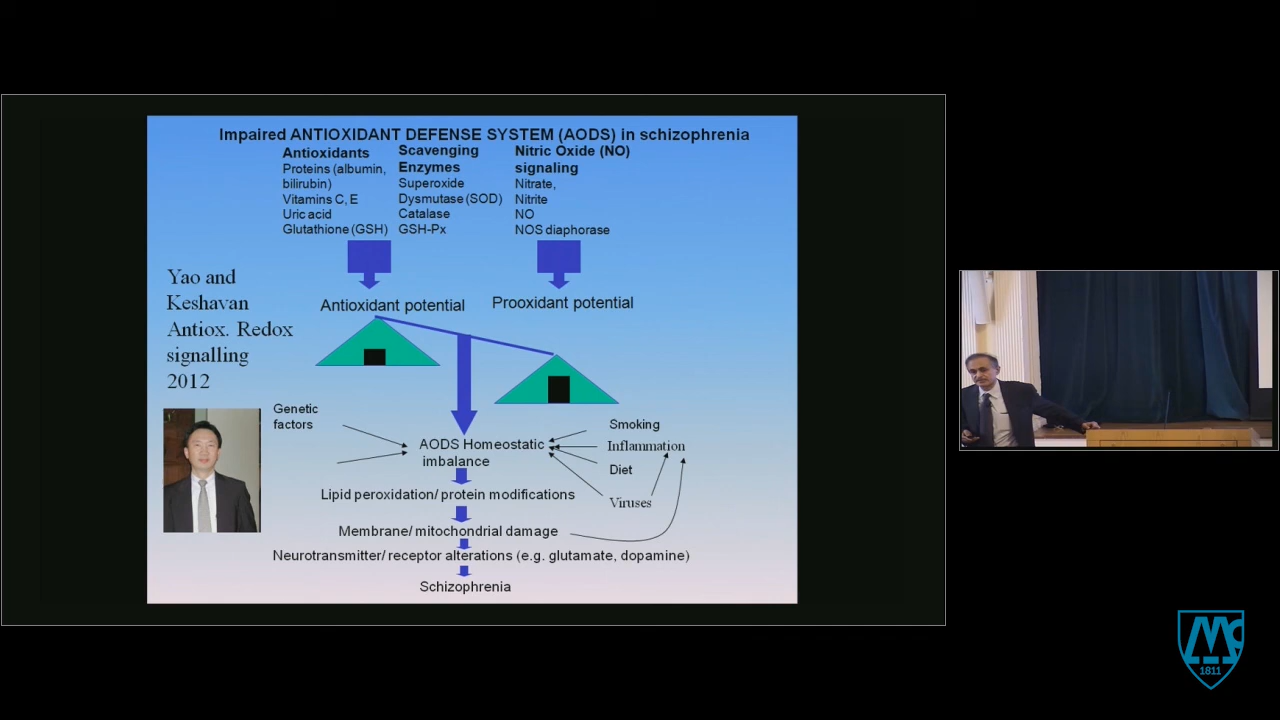 Impaired ANTIOXIDANT DEFENSE SYSTEM (AODS) in schizophrenia
Antioxidants
Proteins (albumin,
bilirubin)
Vitamins C, E
Uric acid
Glutathione (GSH)
Scavenging
Enzymes
Superoxide
Dysmutase (SOD)
Catalase
GSH-Px
Nitric Oxide (NO)
signaling
Nitrate,
Nitrite
NO
NOS diaphorase
Yao and
Keshavan
Antiox. Redox
signalling
2012
Antioxidant potential
Prooxidant potential
Genetic
factors
AODS Homeostatic
imbalance
Smoking
Inflammation
Diet
Viruses
Lipid peroxidation/ protein modifications
Membrane/ mitochondrial damage
Neurotransmitter/ receptor alterations (e.g. glutamate, dopamine)
Schizophrenia
Mc
1811